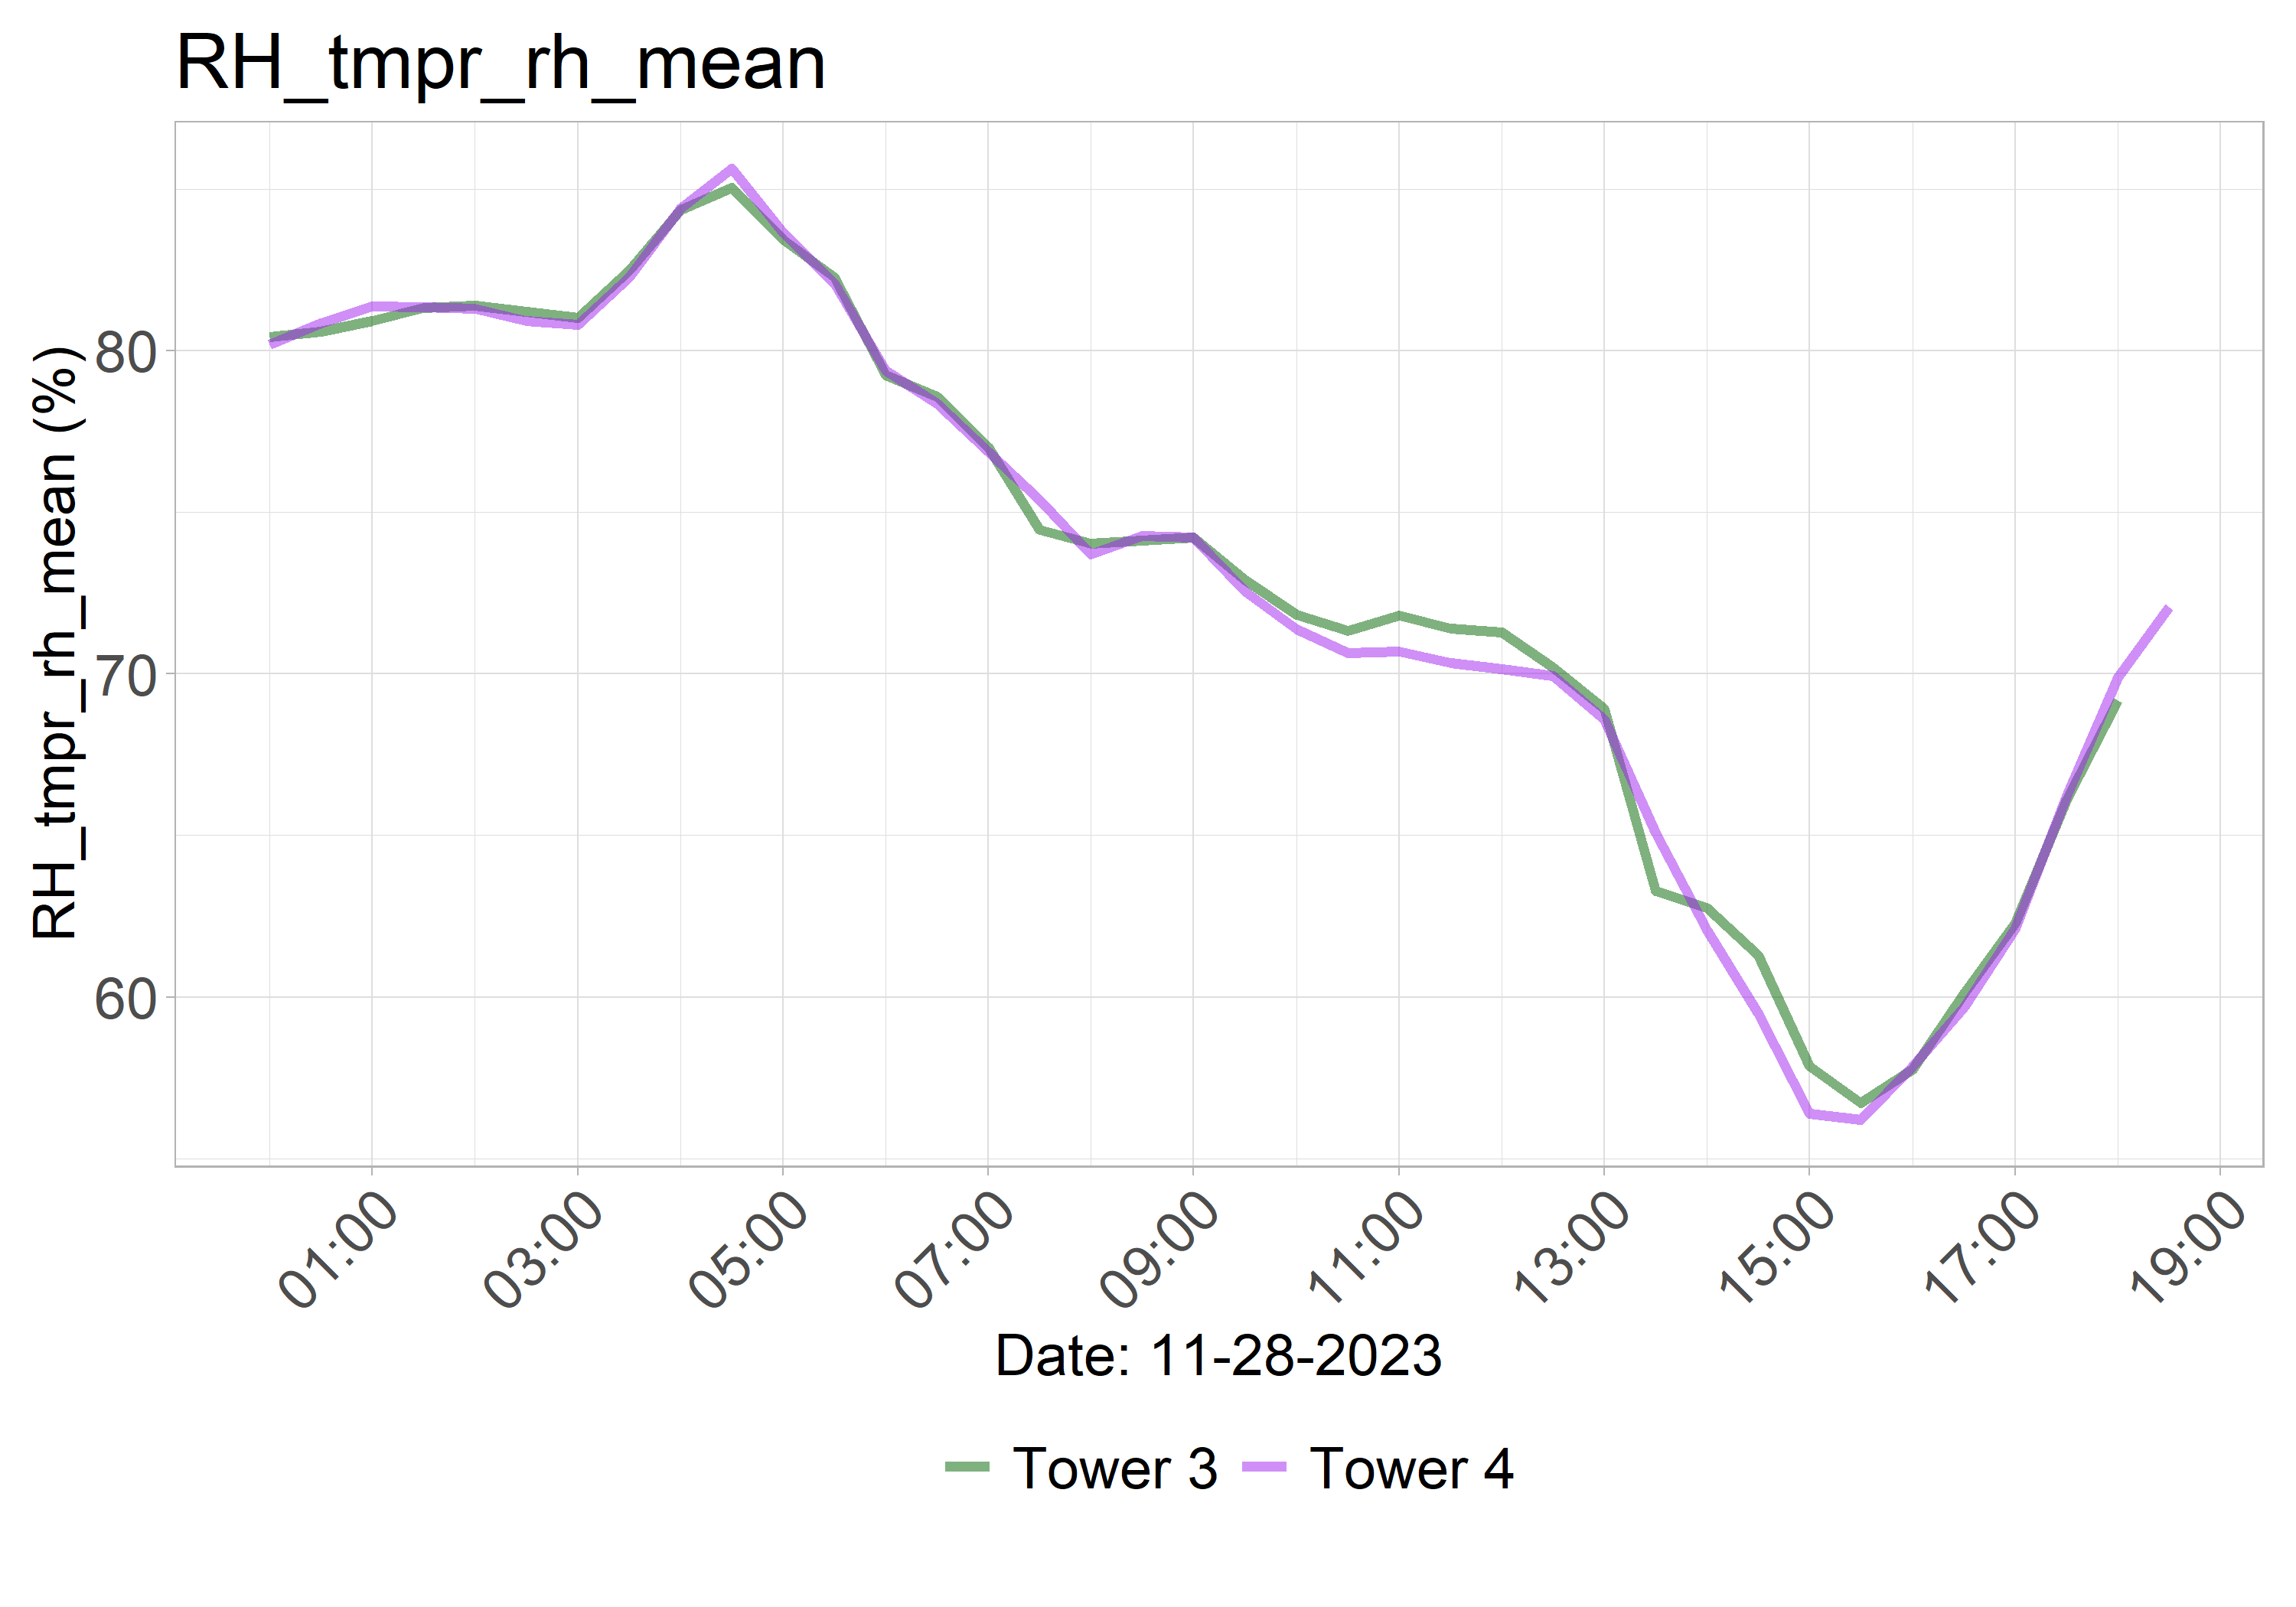 RH_tmpr_rh_mean
RH_tmpr_rh_mean (%)
80
70
60
01:00
03:00
05:00
07:00
09:00
11:00
13:00
15:00
17:00
19:00
Date: 11-28-2023
Tower 3
Tower 4